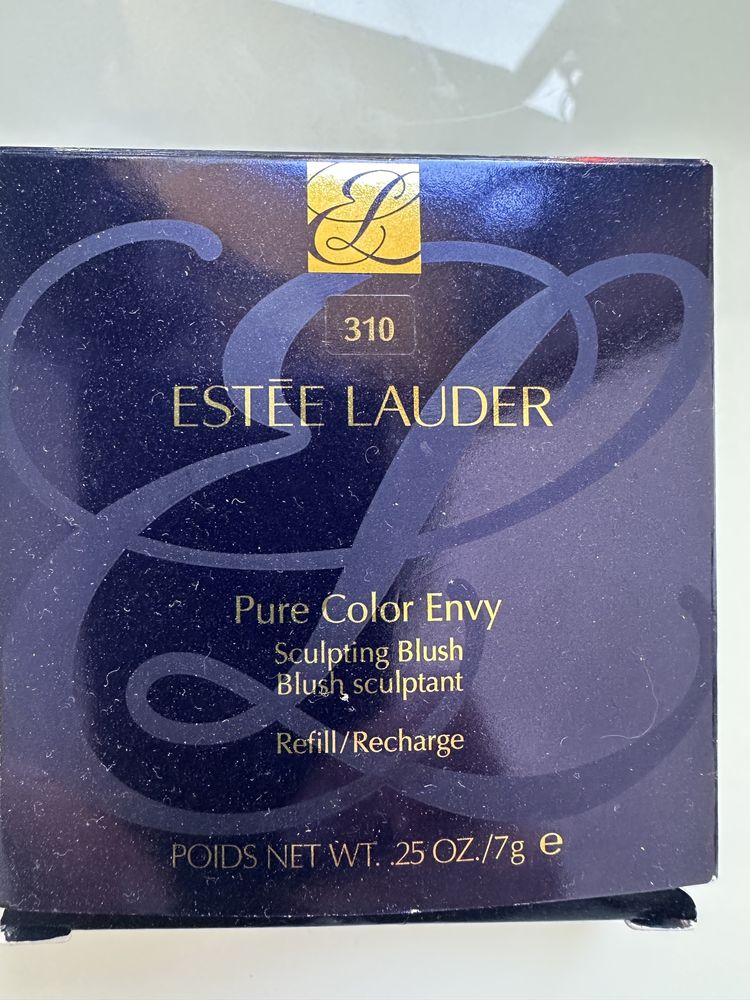 310
ESTĒE LAUDER
Pure Color Envy
Sculpting Blush
Blush sculptant
Refill/Recharge
POIDS NET WT. .25 OZ./7g ℮